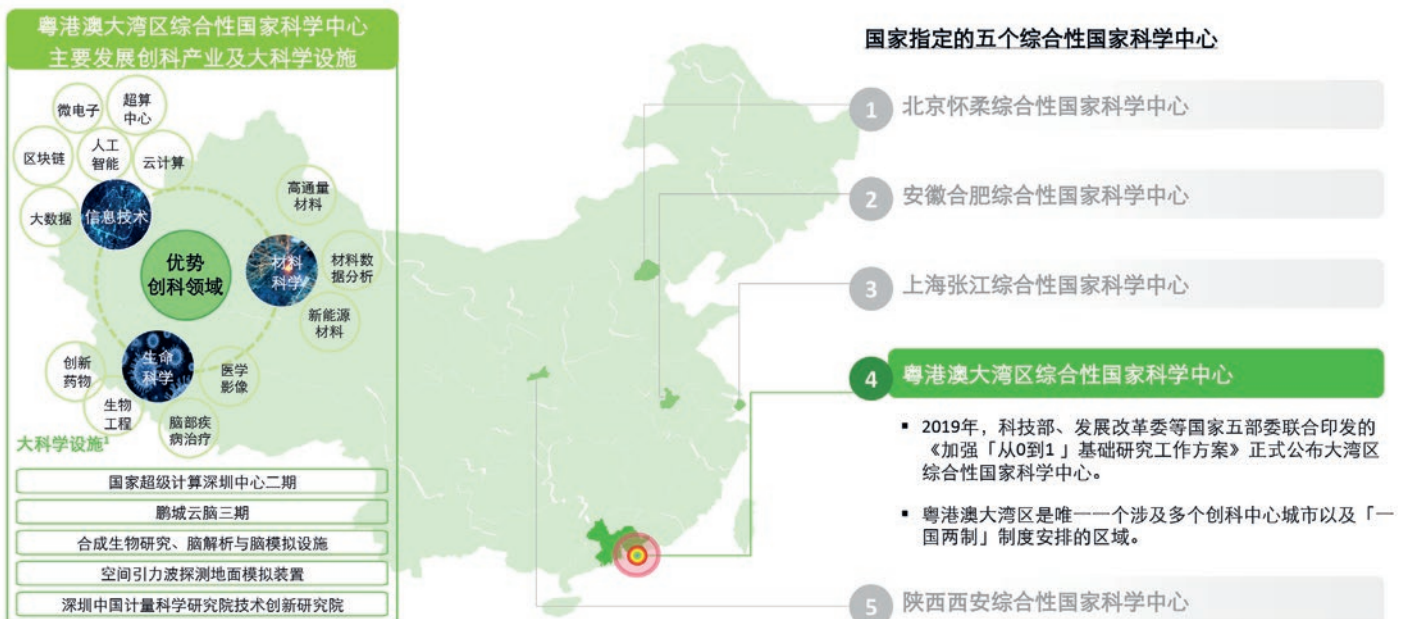 粤港澳大湾区综合性国家科学中心
主要发展创科产业及大科学设施
微电子
超算
中心
区块链
人工
智能
云计算
大数据
信息技术
高通量
材料
优势
创科领域
材料
科学
材料数
据分析
新能源
材料
生命
科学
创新
药物
医学
影像
生物
工程
脑部疾
病治疗
大科学设施¹
国家超级计算深圳中心二期
鹏城云脑三期
合成生物研究、脑解析与脑模拟设施
空间引力波探测地面模拟装置
深圳中国计量科学研究院技术创新研究院
国家指定的五个综合性国家科学中心
1 北京怀柔综合性国家科学中心
2 安徽合肥综合性国家科学中心
3 上海张江综合性国家科学中心
4 粤港澳大湾区综合性国家科学中心
▪ 2019年，科技部、发展改革委等国家五部委联合印发的
《加强「从0到1」基础研究工作方案》正式公布大湾区
综合性国家科学中心。
▪ 粤港澳大湾区是唯一一个涉及多个创科中心城市以及「一
国两制」制度安排的区域。
5 陕西西安综合性国家科学中心